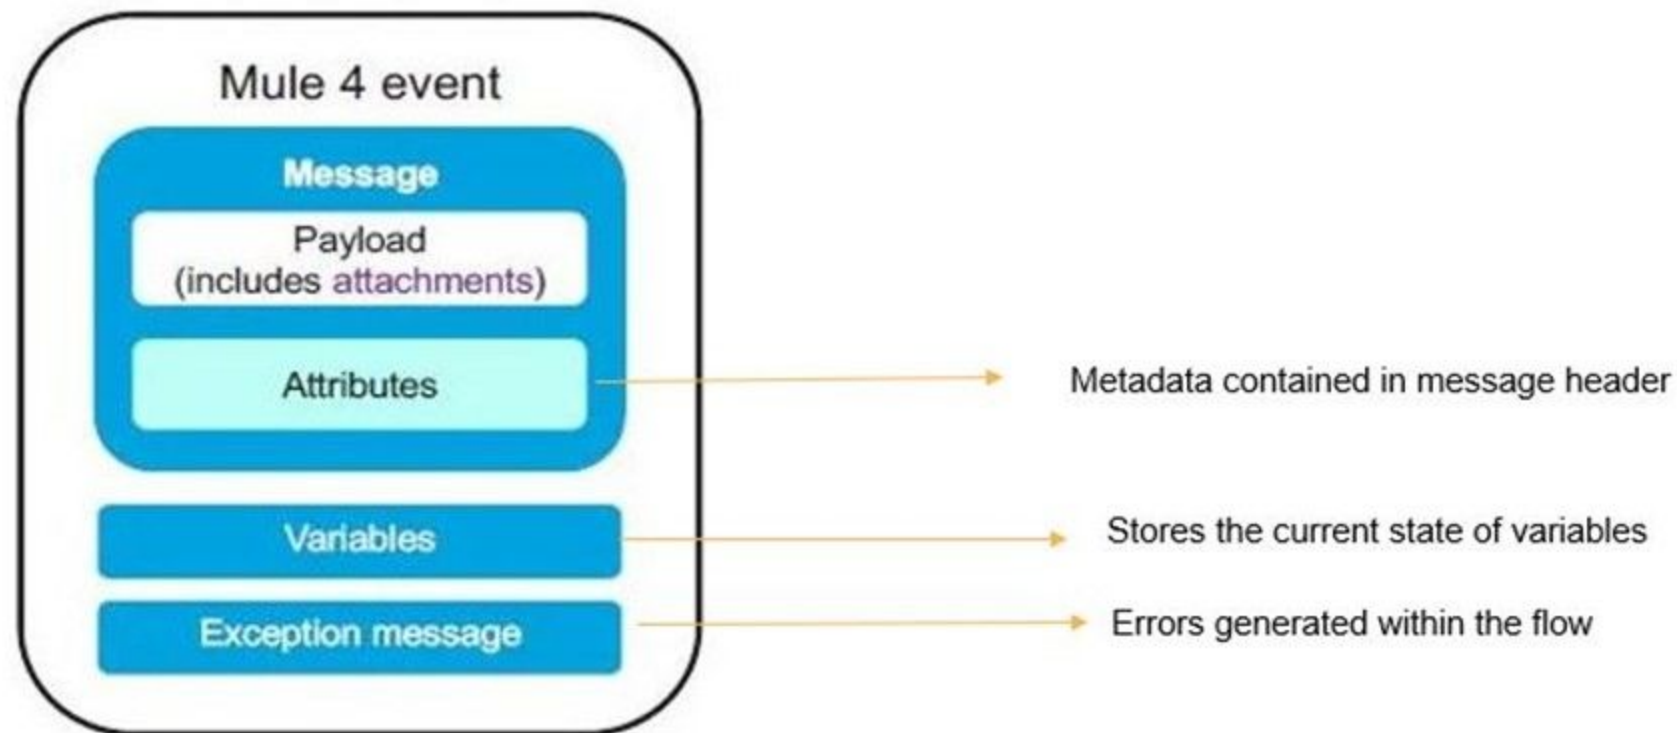 Mule 4 event
Message
Payload
(includes attachments)
Attributes
Metadata contained in message header
Variables
Stores the current state of variables
Exception message
Errors generated within the flow